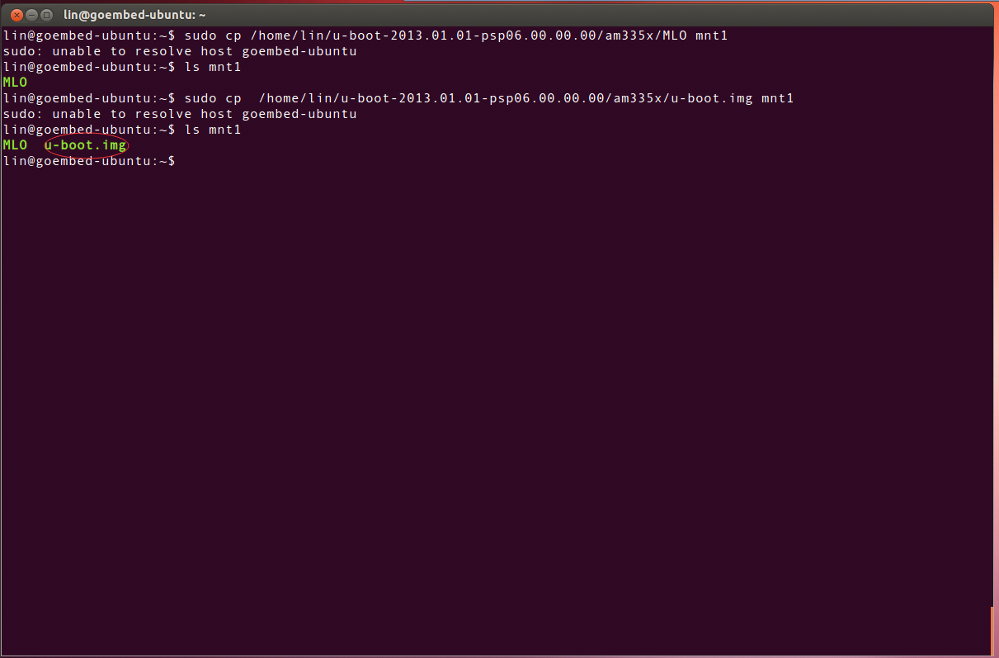 lin@goembed-ubuntu: ~
lin@goembed-ubuntu:~$ sudo cp /home/lin/u-boot-2013.01.01-psp06.00.00.00/am335x/MLO mnt1
sudo: unable to resolve host goembed-ubuntu
lin@goembed-ubuntu:~$ ls mnt1
MLO
lin@goembed-ubuntu:~$ sudo cp  /home/lin/u-boot-2013.01.01-psp06.00.00.00/am335x/u-boot.img mnt1
sudo: unable to resolve host goembed-ubuntu
lin@goembed-ubuntu:~$ ls mnt1
MLO  u-boot.img
lin@goembed-ubuntu:~$